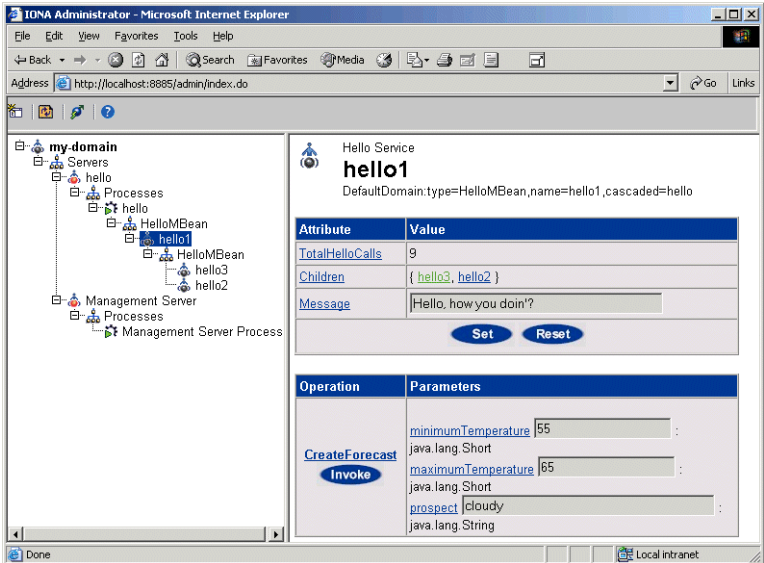 IONA Administrator - Microsoft Internet Explorer
File Edit View Favorites Tools Help
Back Search Favorites Media
Address http://localhost:8885/admin/index.do Go Links
my-domain
Servers
hello
Processes
hello
HelloMBean
hello1
HelloMBean
hello3
hello2
Management Server
Processes
Management Server Process
Hello Service
hello1
DefaultDomain:type=HelloMBean,name=hello1,cascaded=hello
Attribute Value
TotalHelloCalls 9
Children { hello3, hello2 }
Message Hello, how you doin'?
Set Reset
Operation Parameters
CreateForecast
Invoke
minimumTemperature 55 :
java.lang.Short
maximumTemperature 65 :
java.lang.Short
prospect cloudy :
java.lang.String
Done Local intranet